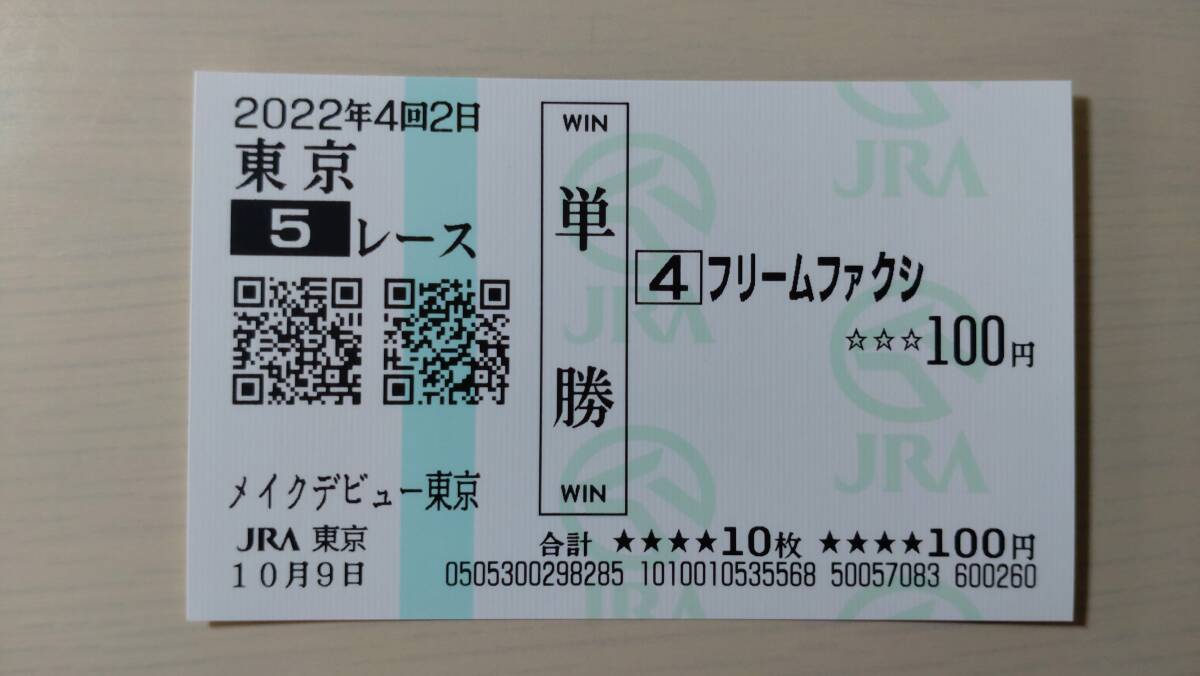 2022年4回2日
東京
5レース
メイクデビュー東京
JRA 東京
10月9日
WIN
単勝
WIN
4 フリームファクシ
☆☆☆100円
合計 ★★★★10枚 ★★★★100円
0505300298285 1010010535568 50057083 600260
JRA
JRA
JRA
JRA